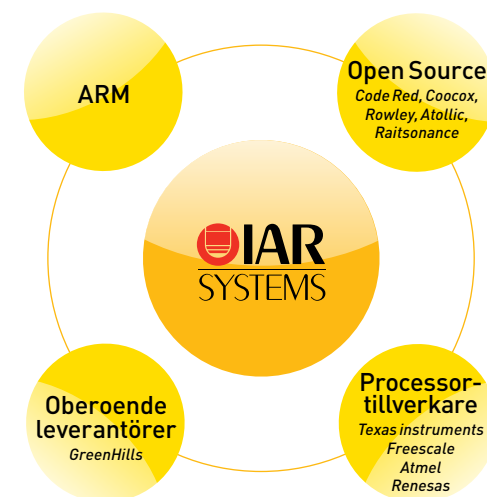 ARM
Open Source
Code Red, Coocox,
Rowley, Atollic,
Raitsonance
IAR
SYSTEMS
Oberoende
leverantörer
GreenHills
Processor-
tillverkare
Texas instruments
Freescale
Atmel
Renesas